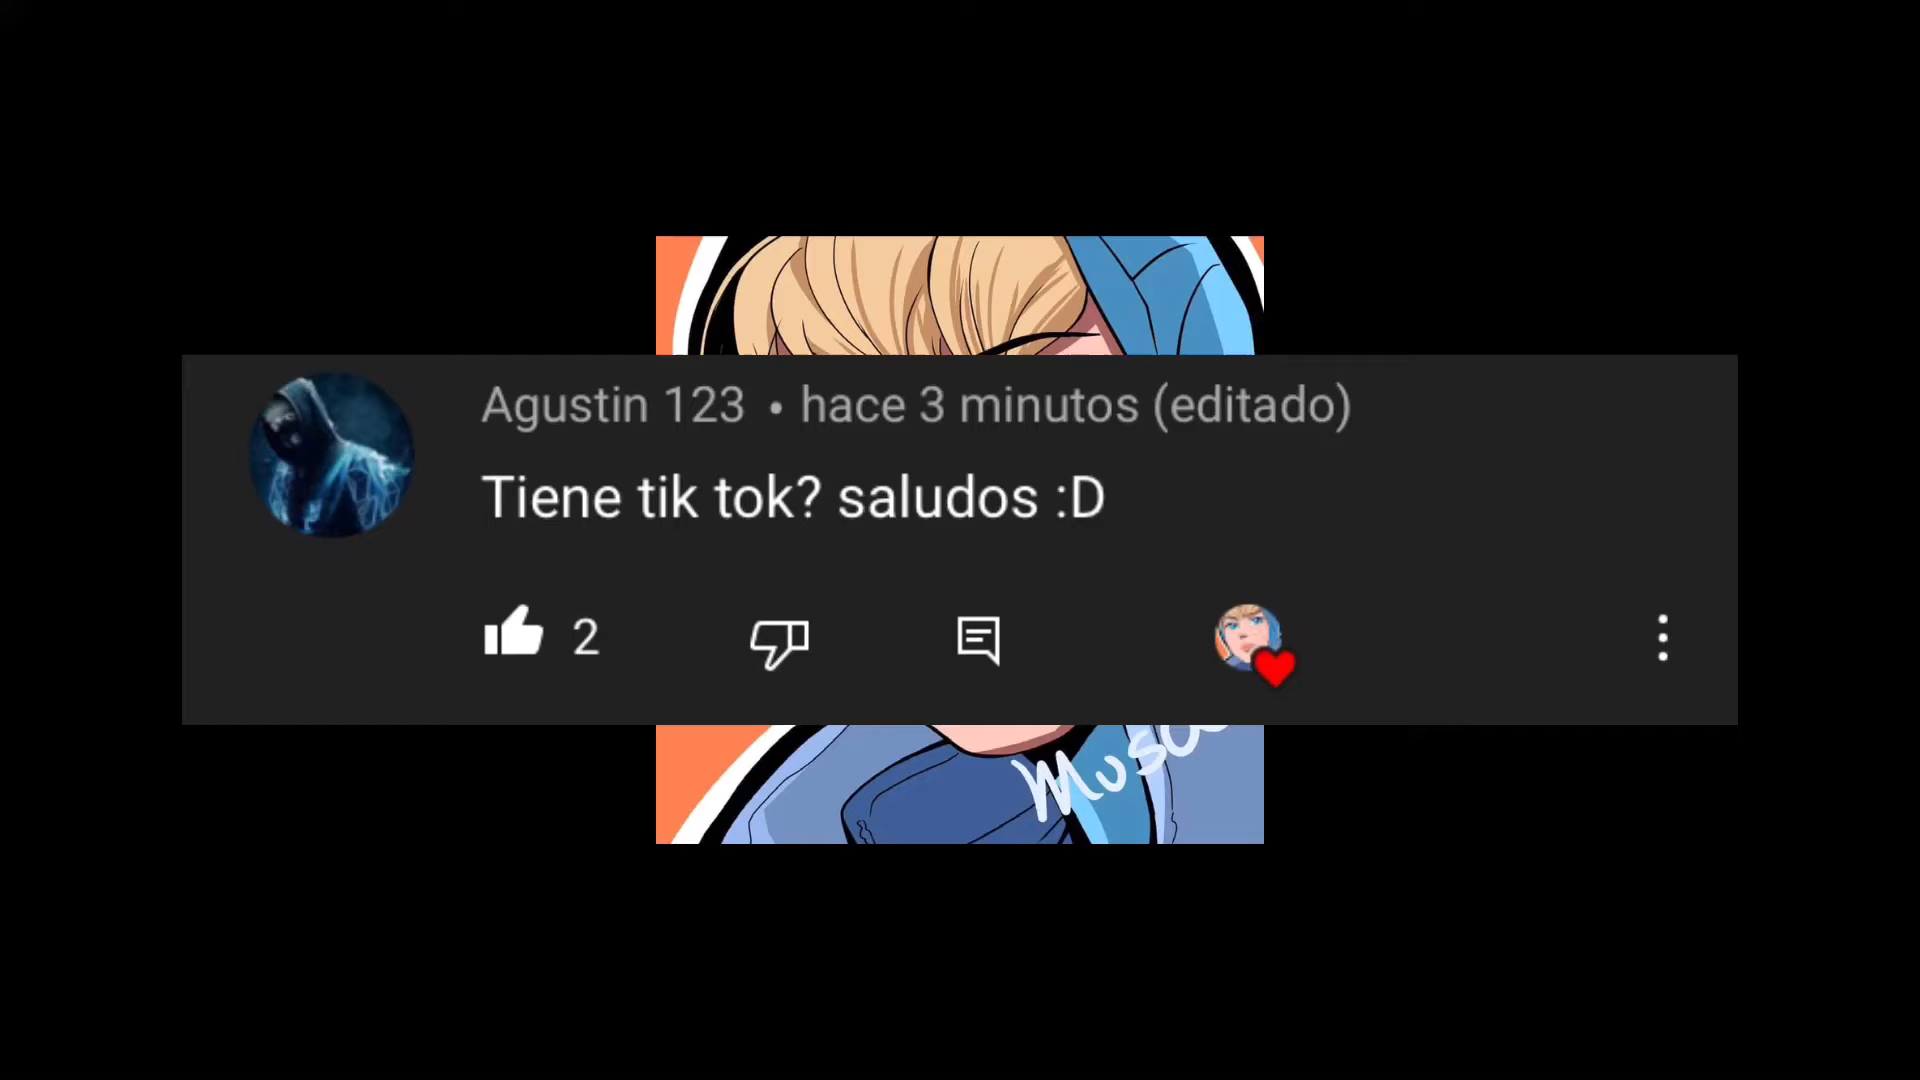 Agustin 123 • hace 3 minutos (editado)
Tiene tik tok? saludos :D
2